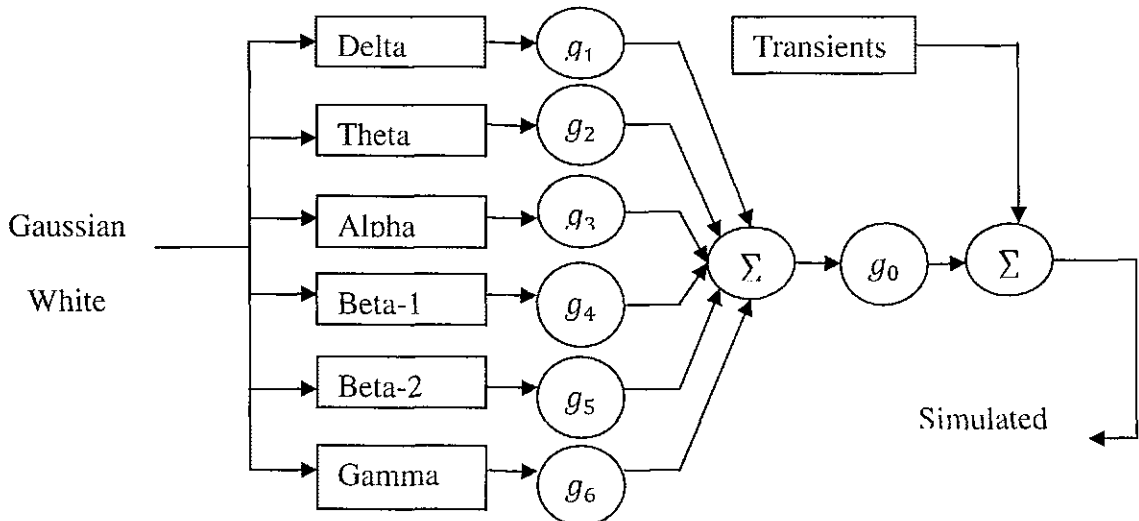 Delta
g₁
Transients
Theta
g₂
Gaussian
White
Alpha
g₃
Σ
g₀
Σ
Beta-1
g₄
Beta-2
g₅
Simulated
Gamma
g₆